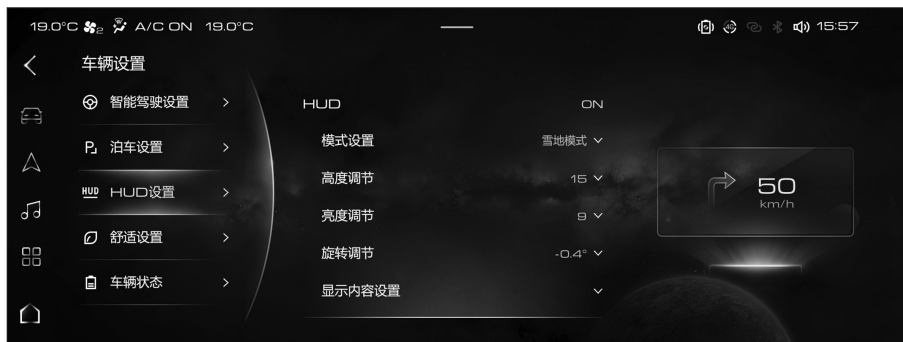 19.0°C 2 A/C ON 19.0°C 4G 15:57
车辆设置
智能驾驶设置
P 泊车设置
HUD HUD设置
舒适设置
车辆状态
HUD ON
模式设置 雪地模式
高度调节 15
亮度调节 9
旋转调节 -0.4°
显示内容设置
50
km/h